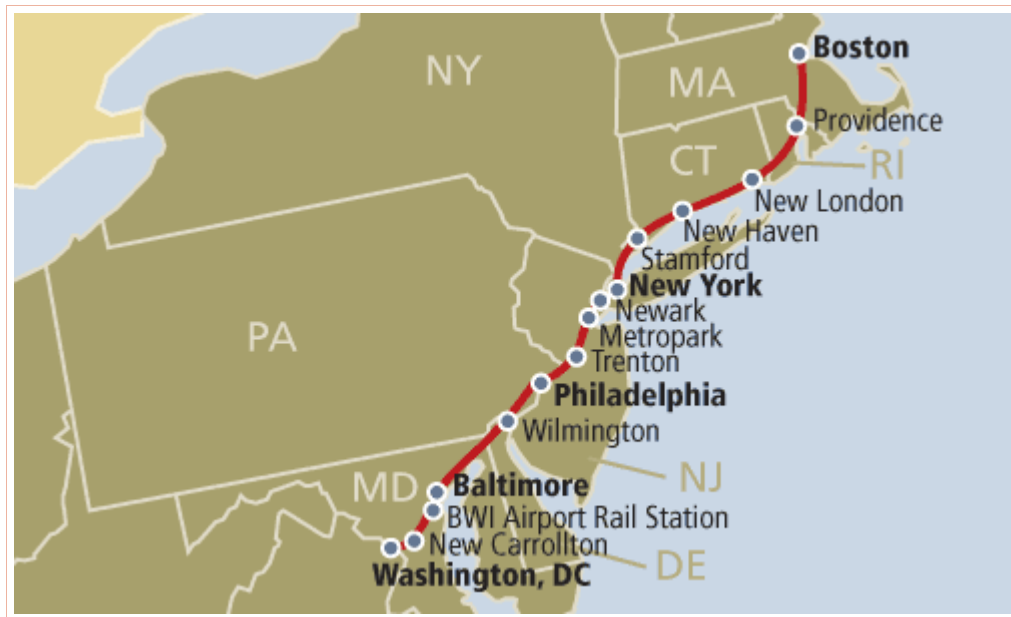 Boston
NY
MA
Providence
CT
RI
New London
New Haven
Stamford
New York
Newark
PA
Metropark
Trenton
Philadelphia
Wilmington
NJ
MD
Baltimore
BWI Airport Rail Station
New Carrollton
DE
Washington, DC